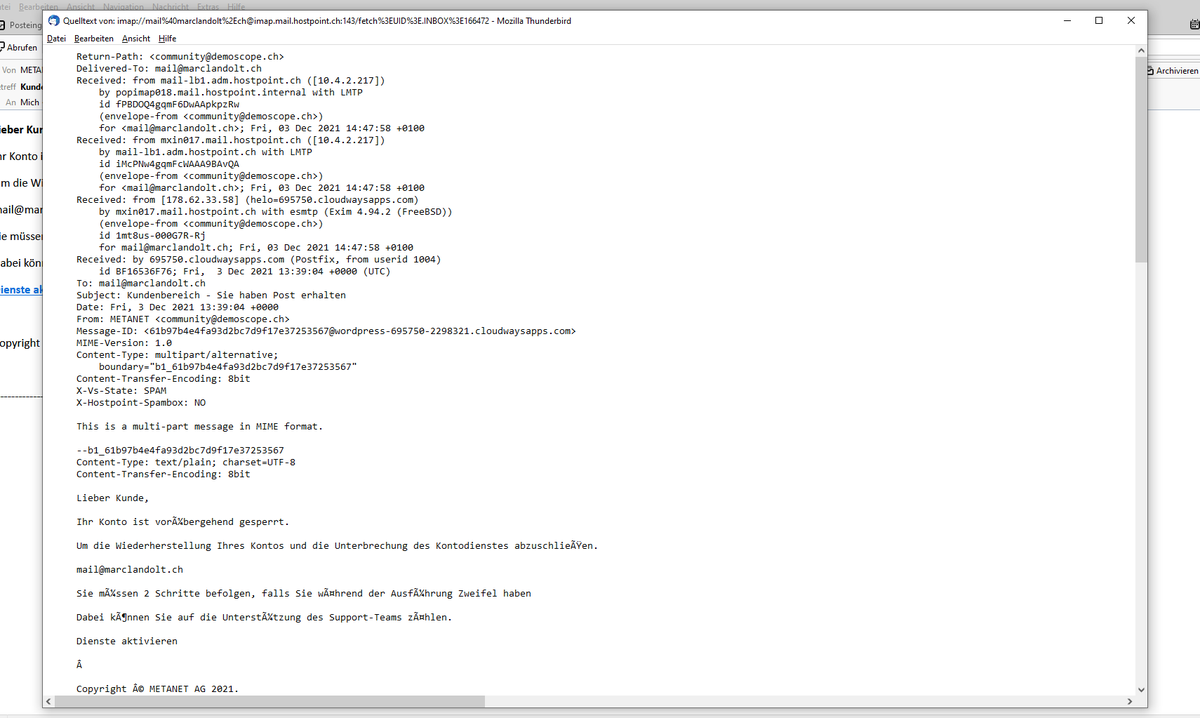 Datei Bearbeiten Ansicht Navigation Nachricht Extras Hilfe
Quelltext von: imap://mail%40marclandolt%2Ech@imap.mail.hostpoint.ch:143/fetch%3EUID%3E.INBOX%3E166472 - Mozilla Thunderbird
Posteing
Datei Bearbeiten Ansicht Hilfe
Abrufen
Von META
Archivieren
treff Kunde
An Mich
ieber Kun
hr Konto i
m die Wi
nail@mar
ie müssen
abei könn
ienste ak
opyright
Return-Path: <community@demoscope.ch>
Delivered-To: mail@marclandolt.ch
Received: from mail-lb1.adm.hostpoint.ch ([10.4.2.217])
by popimap018.mail.hostpoint.internal with LMTP
id fPBDOQ4gqmF6DwAApkpzRw
(envelope-from <community@demoscope.ch>)
for <mail@marclandolt.ch>; Fri, 03 Dec 2021 14:47:58 +0100
Received: from mxin017.mail.hostpoint.ch ([10.4.2.217])
by mail-lb1.adm.hostpoint.ch with LMTP
id iMcPNw4gqmFcWAAA9BAvQA
(envelope-from <community@demoscope.ch>)
for <mail@marclandolt.ch>; Fri, 03 Dec 2021 14:47:58 +0100
Received: from [178.62.33.58] (helo=695750.cloudwaysapps.com)
by mxin017.mail.hostpoint.ch with esmtp (Exim 4.94.2 (FreeBSD))
(envelope-from <community@demoscope.ch>)
id 1mt8us-000G7R-Rj
for mail@marclandolt.ch; Fri, 03 Dec 2021 14:47:58 +0100
Received: by 695750.cloudwaysapps.com (Postfix, from userid 1004)
id BF16536F76; Fri,  3 Dec 2021 13:39:04 +0000 (UTC)
To: mail@marclandolt.ch
Subject: Kundenbereich - Sie haben Post erhalten
Date: Fri, 3 Dec 2021 13:39:04 +0000
From: METANET <community@demoscope.ch>
Message-ID: <61b97b4e4fa93d2bc7d9f17e37253567@wordpress-695750-2298321.cloudwaysapps.com>
MIME-Version: 1.0
Content-Type: multipart/alternative;
boundary="b1_61b97b4e4fa93d2bc7d9f17e37253567"
Content-Transfer-Encoding: 8bit
X-Vs-State: SPAM
X-Hostpoint-Spambox: NO
This is a multi-part message in MIME format.
--b1_61b97b4e4fa93d2bc7d9f17e37253567
Content-Type: text/plain; charset=UTF-8
Content-Transfer-Encoding: 8bit
Lieber Kunde,
Ihr Konto ist vorÃ¼bergehend gesperrt.
Um die Wiederherstellung Ihres Kontos und die Unterbrechung des Kontodienstes abzuschlieÃŸen.
mail@marclandolt.ch
Sie mÃ¼ssen 2 Schritte befolgen, falls Sie wÃ¤hrend der AusfÃ¼hrung Zweifel haben
Dabei kÃ¶nnen Sie auf die UnterstÃ¼tzung des Support-Teams zÃ¤hlen.
Dienste aktivieren
Â
Copyright Â© METANET AG 2021.